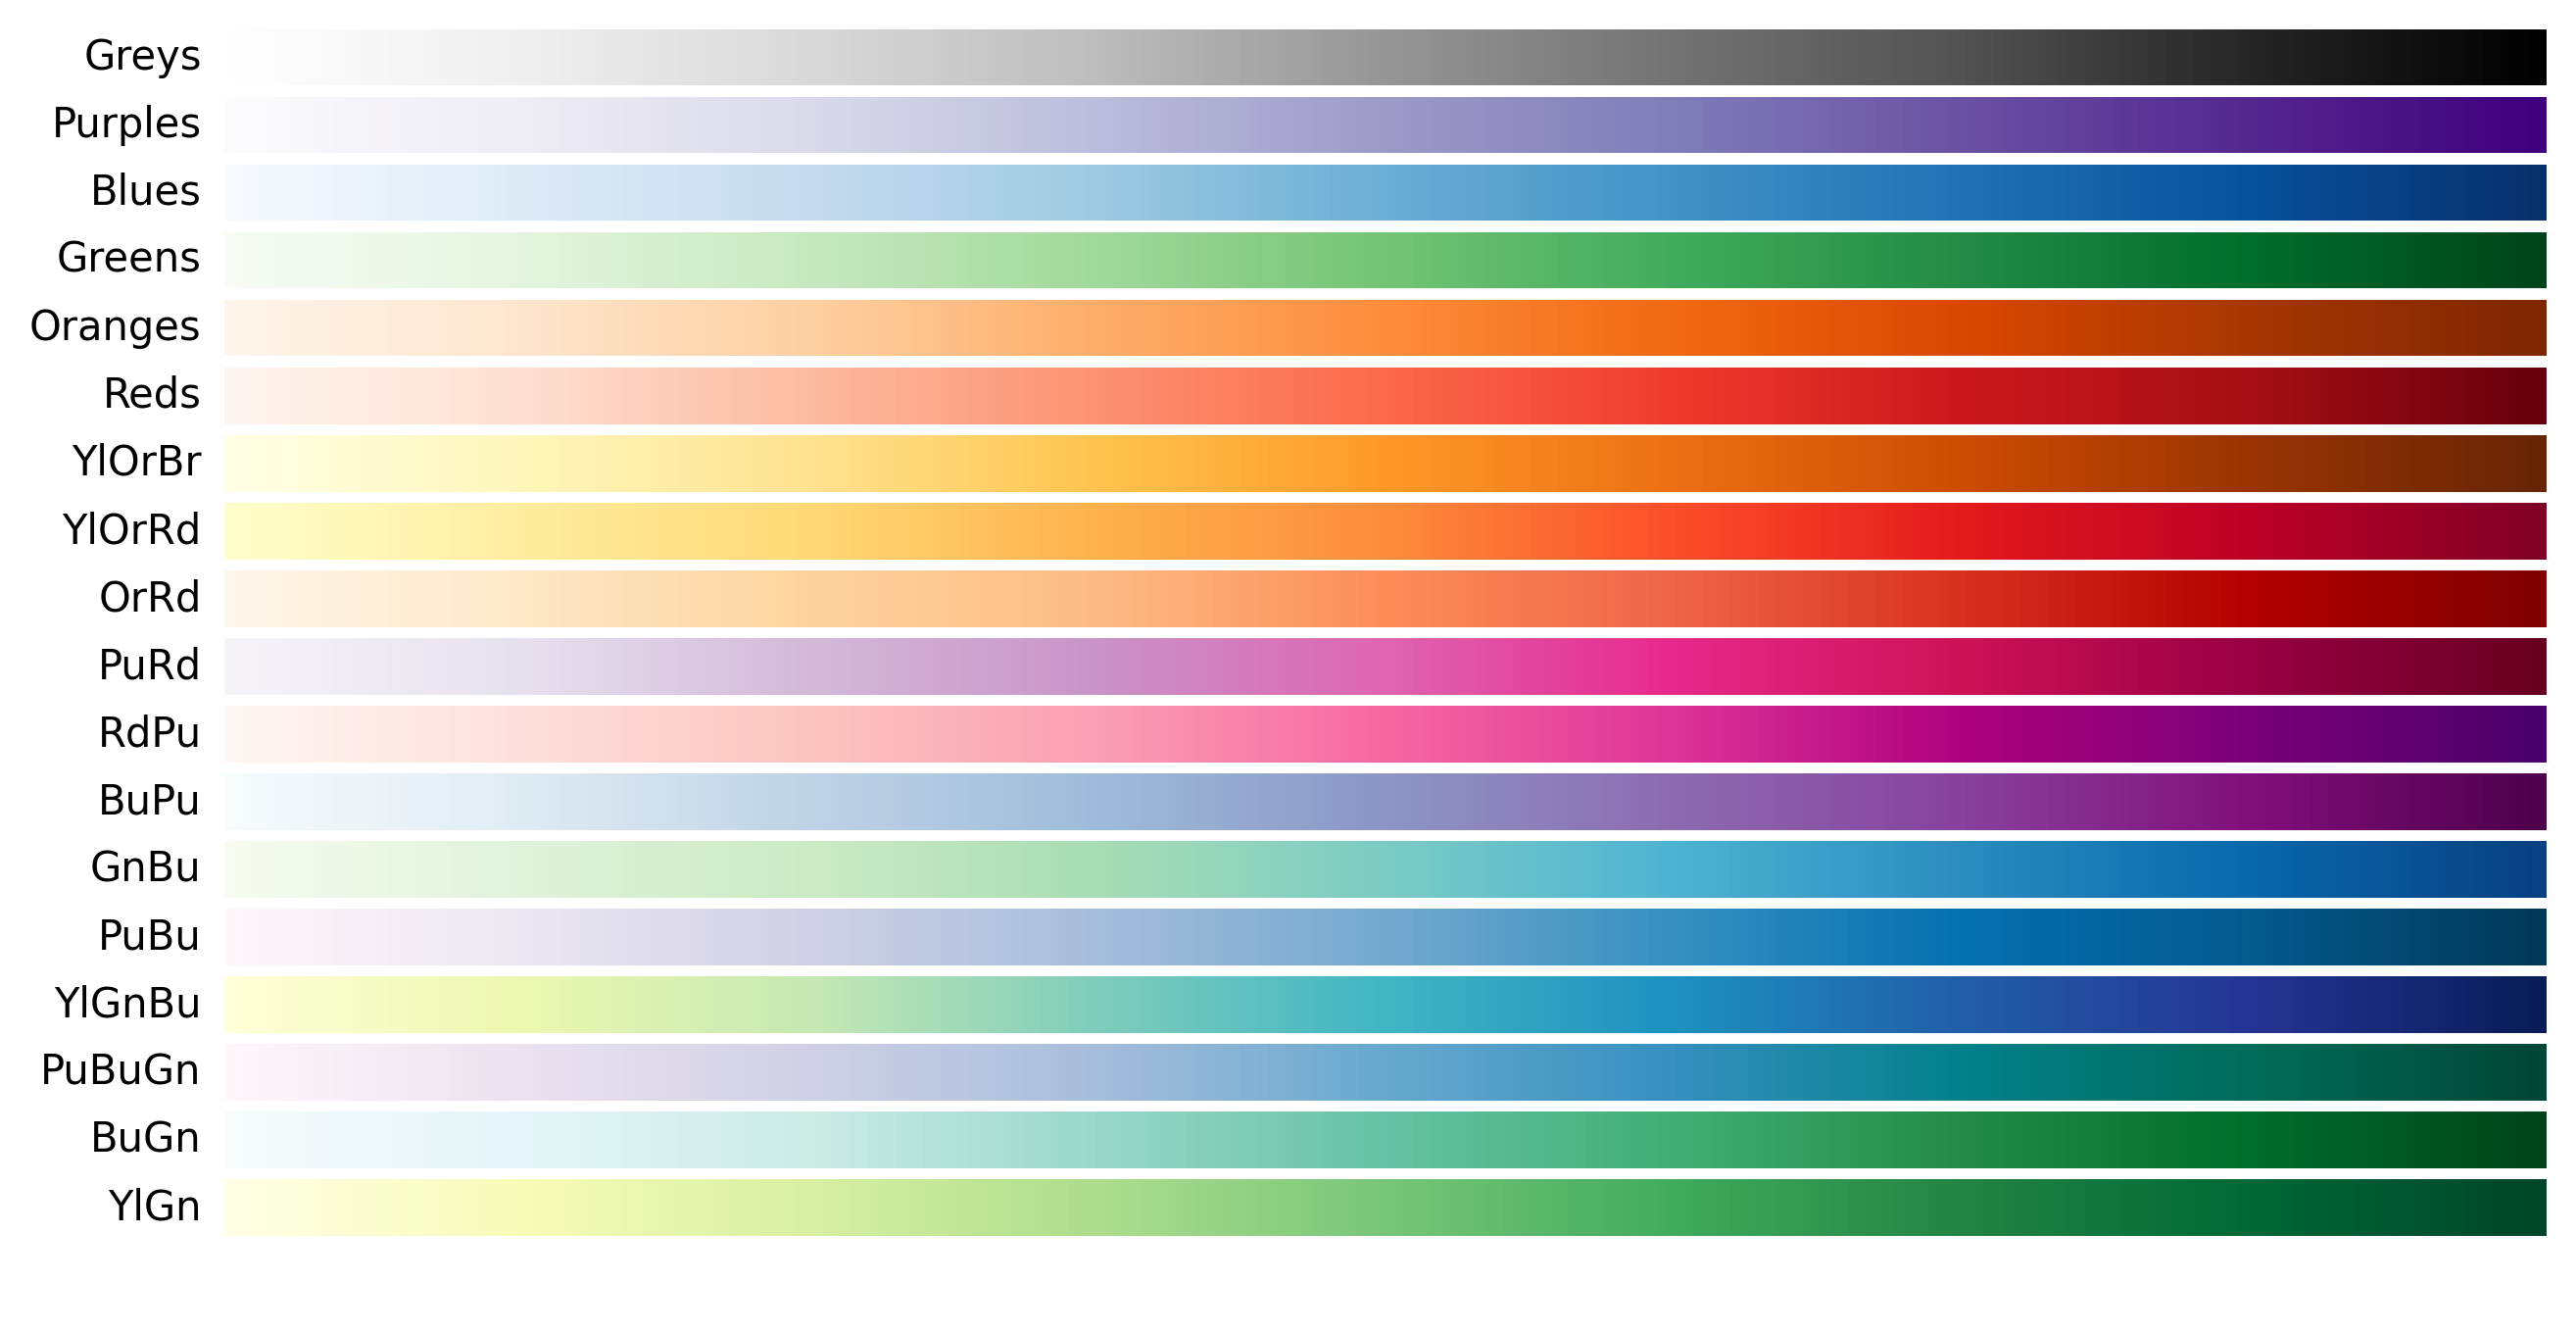 Greys
Purples
Blues
Greens
Oranges
Reds
YlOrBr
YlOrRd
OrRd
PuRd
RdPu
BuPu
GnBu
PuBu
YlGnBu
PuBuGn
BuGn
YlGn